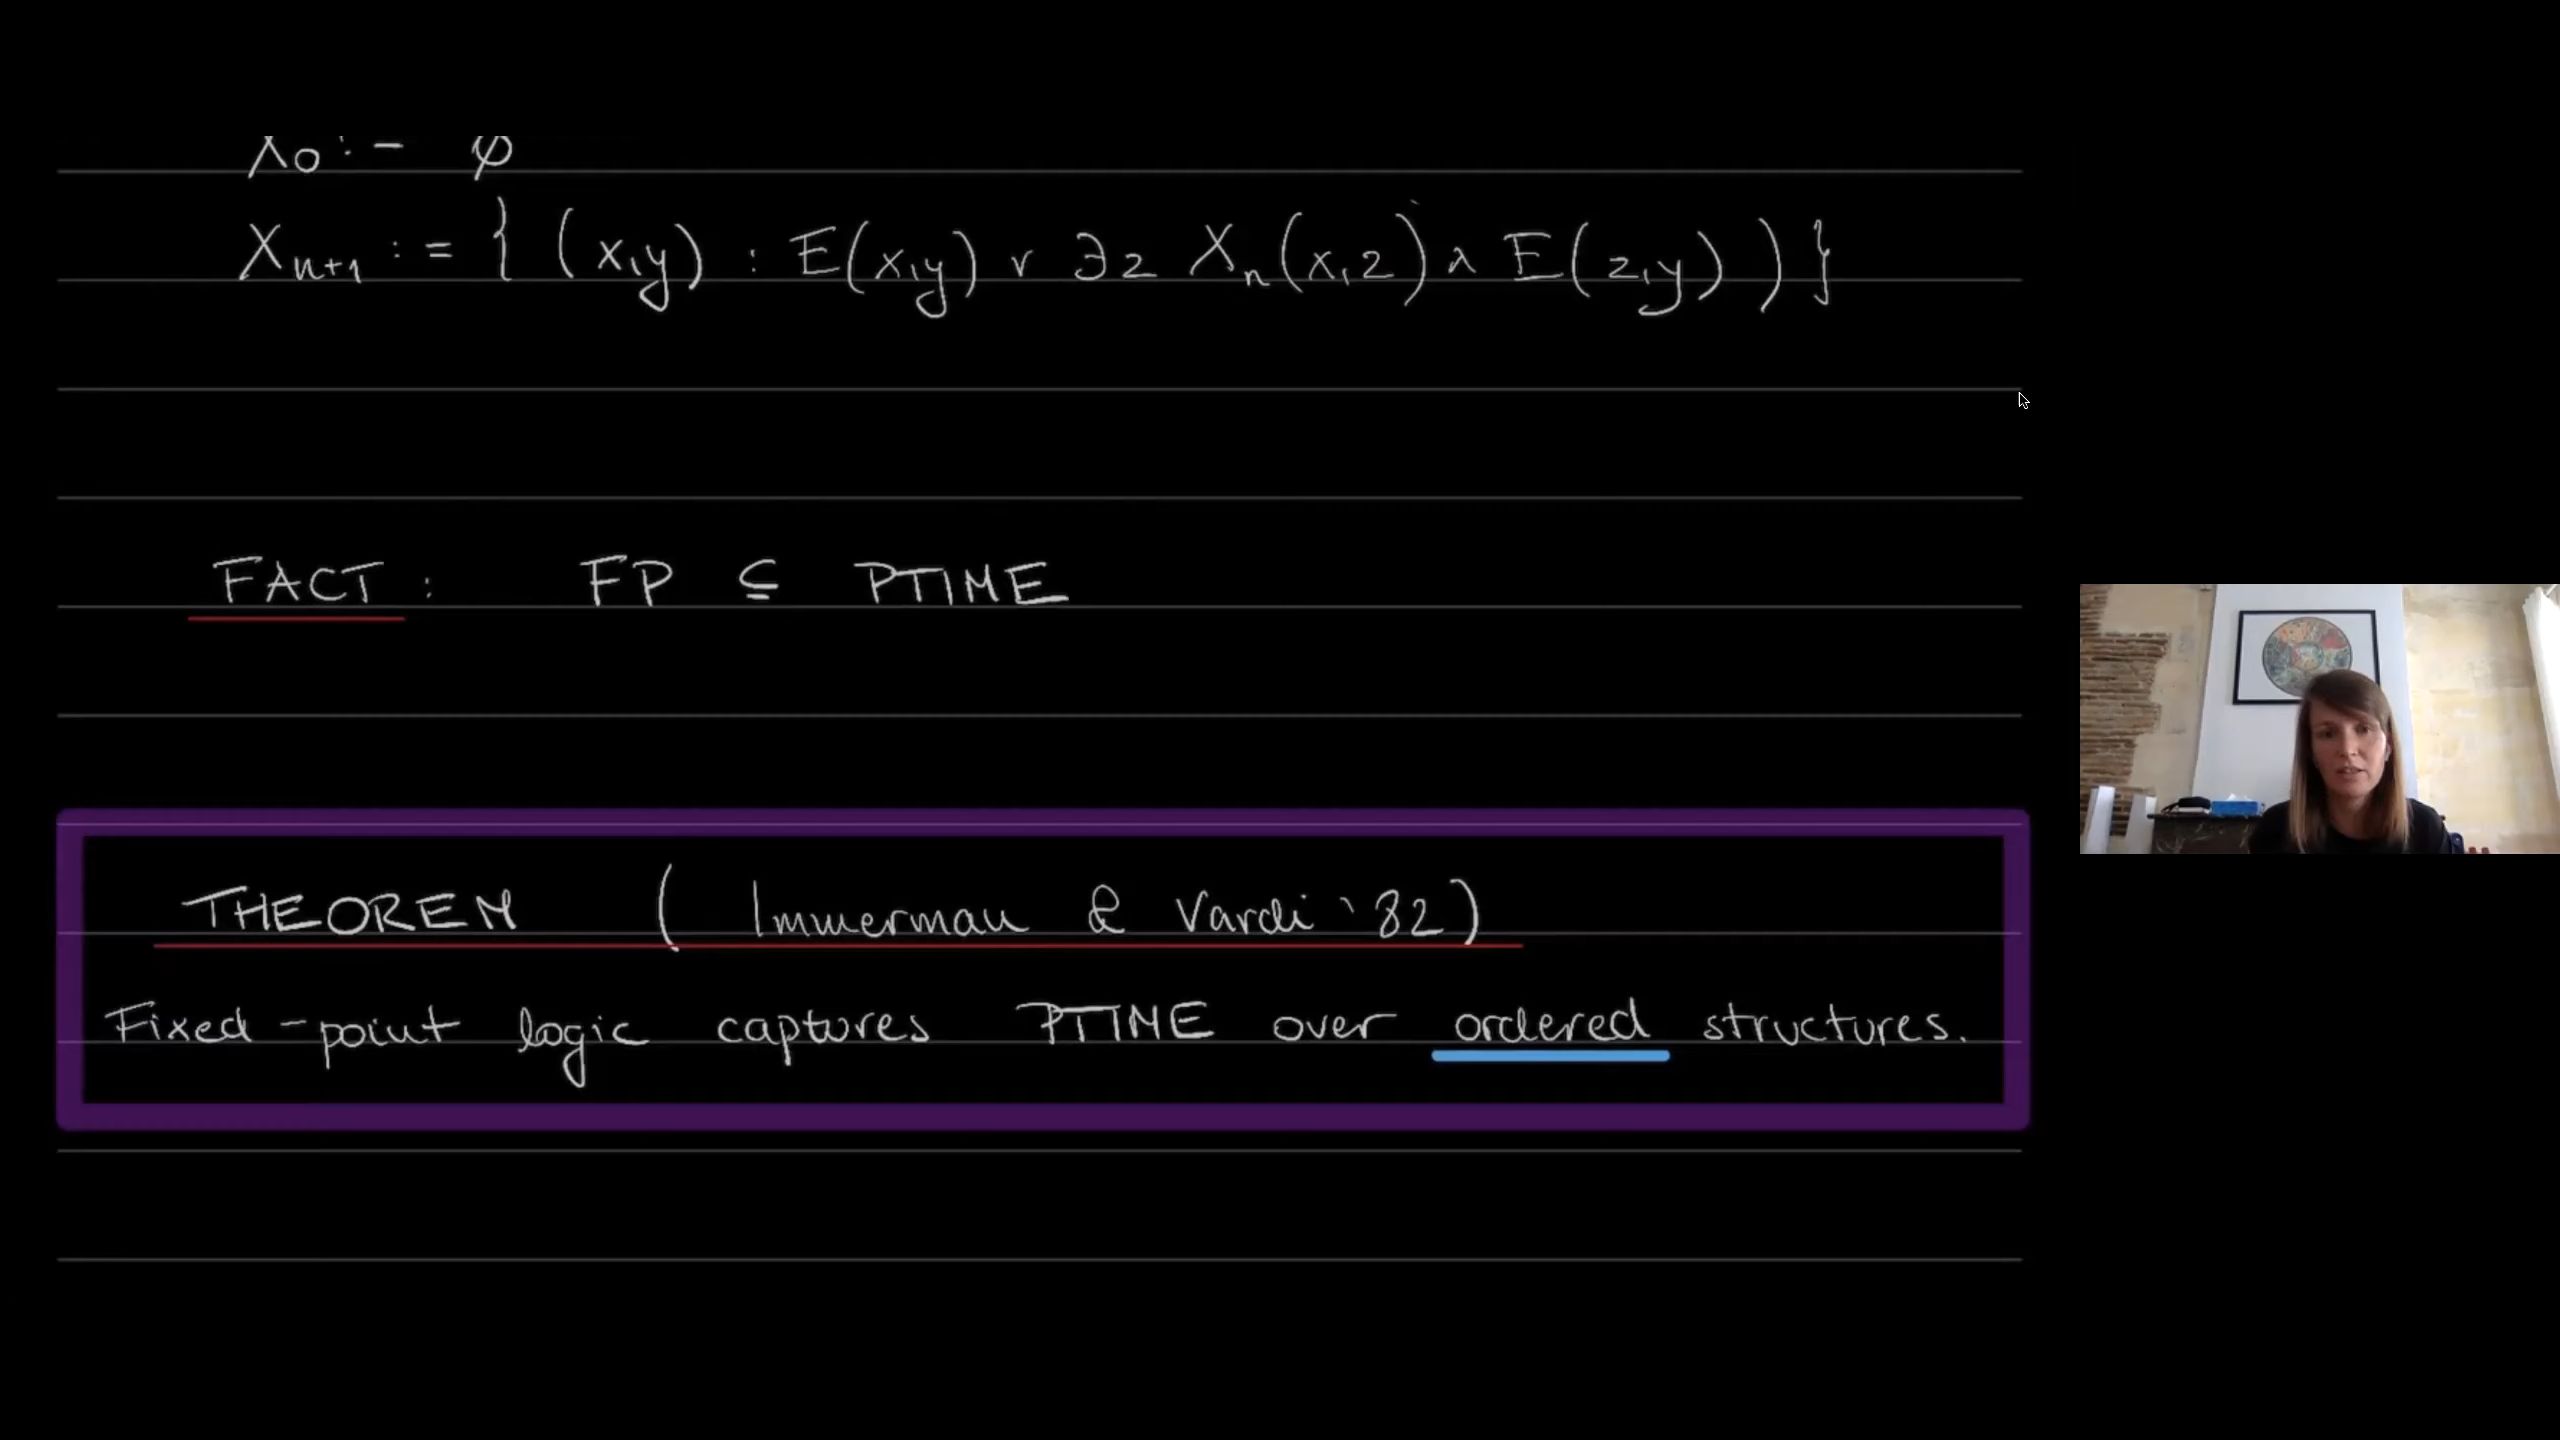 X₀ := ∅
Xₙ₊₁ := { (x,y) : E(x,y) ∨ ∃z Xₙ(x,z) ∧ E(z,y) ) }
FACT : FP ⊆ PTIME
THEOREM ( Immerman & Vardi '82)
Fixed-point logic captures PTIME over ordered structures.